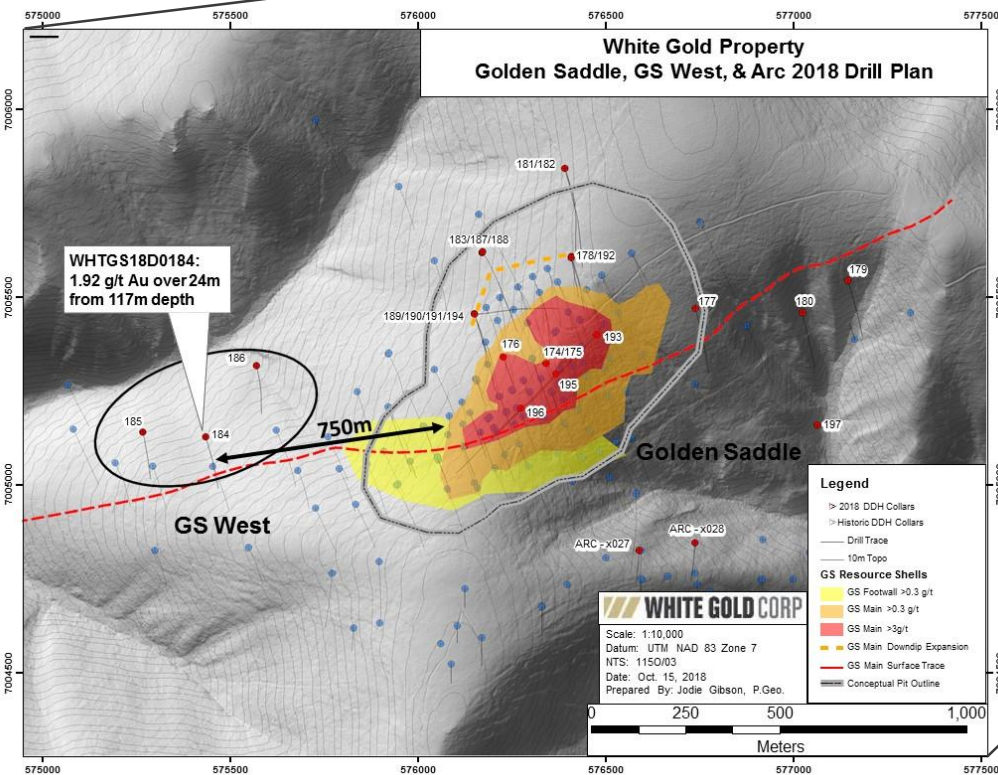 575000
575500
576000
576500
577000
577500
White Gold Property
Golden Saddle, GS West, & Arc 2018 Drill Plan
7006000
7005500
7005000
7004500
181/182
183/187/188
178/192
WHTGS18D0184:
1.92 g/t Au over 24m
from 117m depth
179
177
180
189/190/191/194
193
176
174/175
186
195
196
185
184
750m
197
Golden Saddle
GS West
ARC - x027
ARC - x028
Legend
2018 DDH Collars
Historic DDH Collars
Drill Trace
10m Topo
GS Resource Shells
GS Footwall >0.3 g/t
GS Main >0.3 g/t
GS Main >3g/t
GS Main Downdip Expansion
GS Main Surface Trace
Conceptual Pit Outline
WHITE GOLD CORP
Scale: 1:10,000
Datum: UTM NAD 83 Zone 7
NTS: 115O/03
Date: Oct. 15, 2018
Prepared By: Jodie Gibson, P.Geo.
0 250 500 1,000
Meters
575000
575500
576000
576500
577000
577500